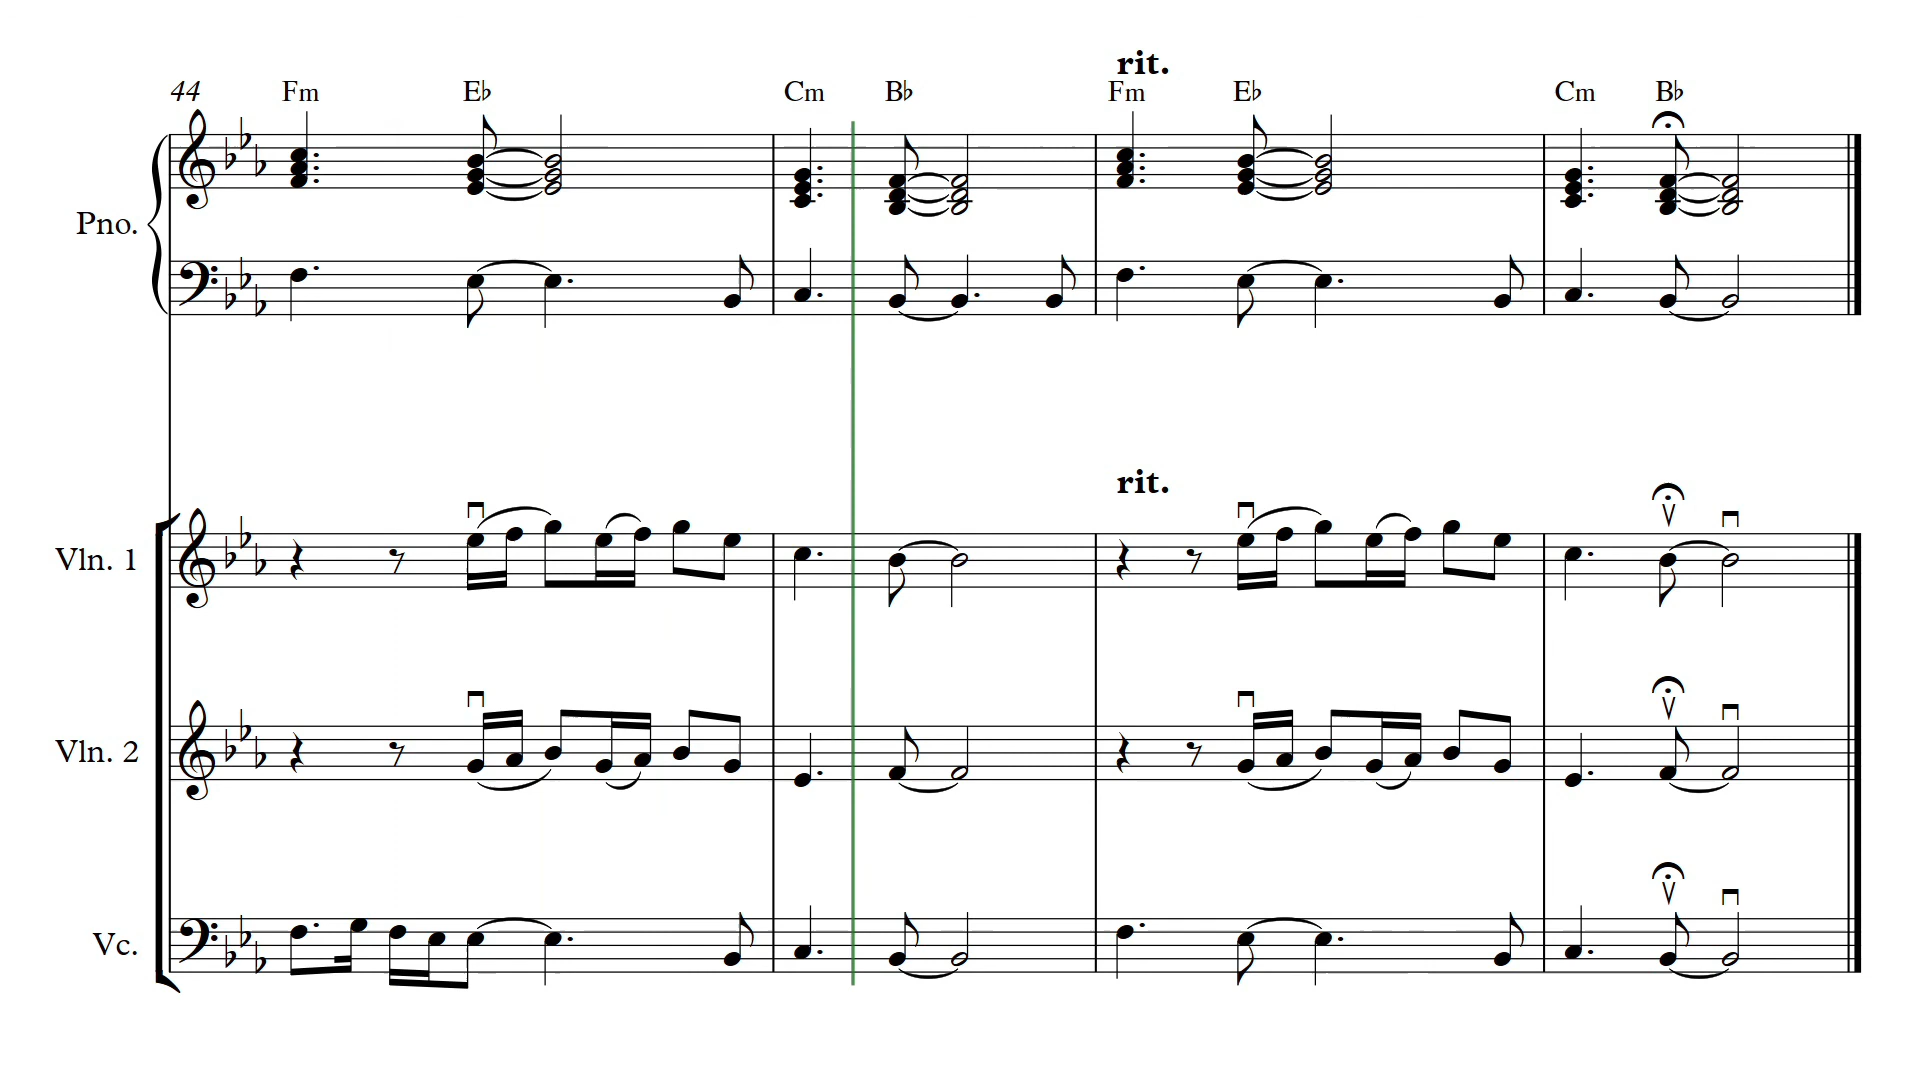 rit.
44 Fm E♭ Cm B♭ Fm E♭ Cm B♭
Pno.
rit.
Vln. 1
Vln. 2
Vc.